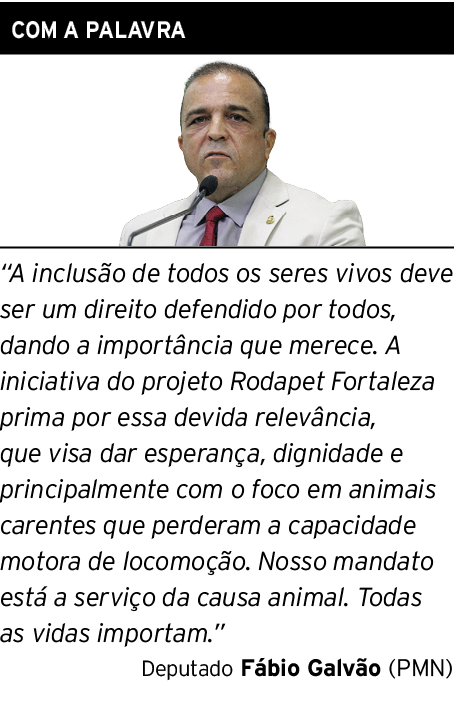 COM A PALAVRA
“A inclusão de todos os seres vivos deve
ser um direito defendido por todos,
dando a importância que merece. A
iniciativa do projeto Rodapet Fortaleza
prima por essa devida relevância,
que visa dar esperança, dignidade e
principalmente com o foco em animais
carentes que perderam a capacidade
motora de locomoção. Nosso mandato
está a serviço da causa animal. Todas
as vidas importam.”
Deputado Fábio Galvão (PMN)